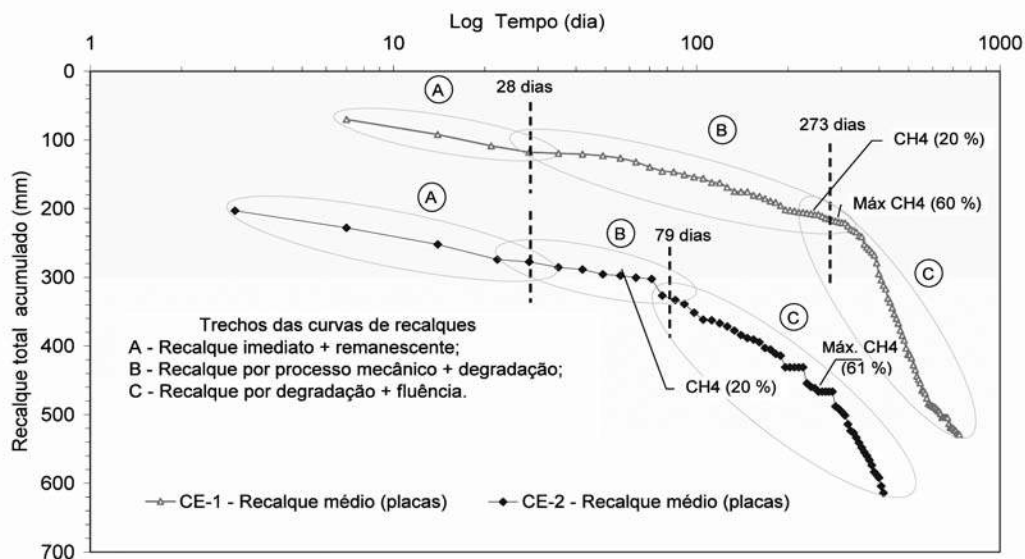 Log Tempo (dia)
1 10 100 1000
Recalque total acumulado (mm)
0
100
200
300
400
500
600
700
A
28 dias
B
273 dias
CH4 (20 %)
Máx CH4 (60 %)
A
B
79 dias
C
C
Trechos das curvas de recalques
A - Recalque imediato + remanescente;
B - Recalque por processo mecânico + degradação;
C - Recalque por degradação + fluência.
CH4 (20 %)
Máx. CH4
(61 %)
CE-1 - Recalque médio (placas) CE-2 - Recalque médio (placas)